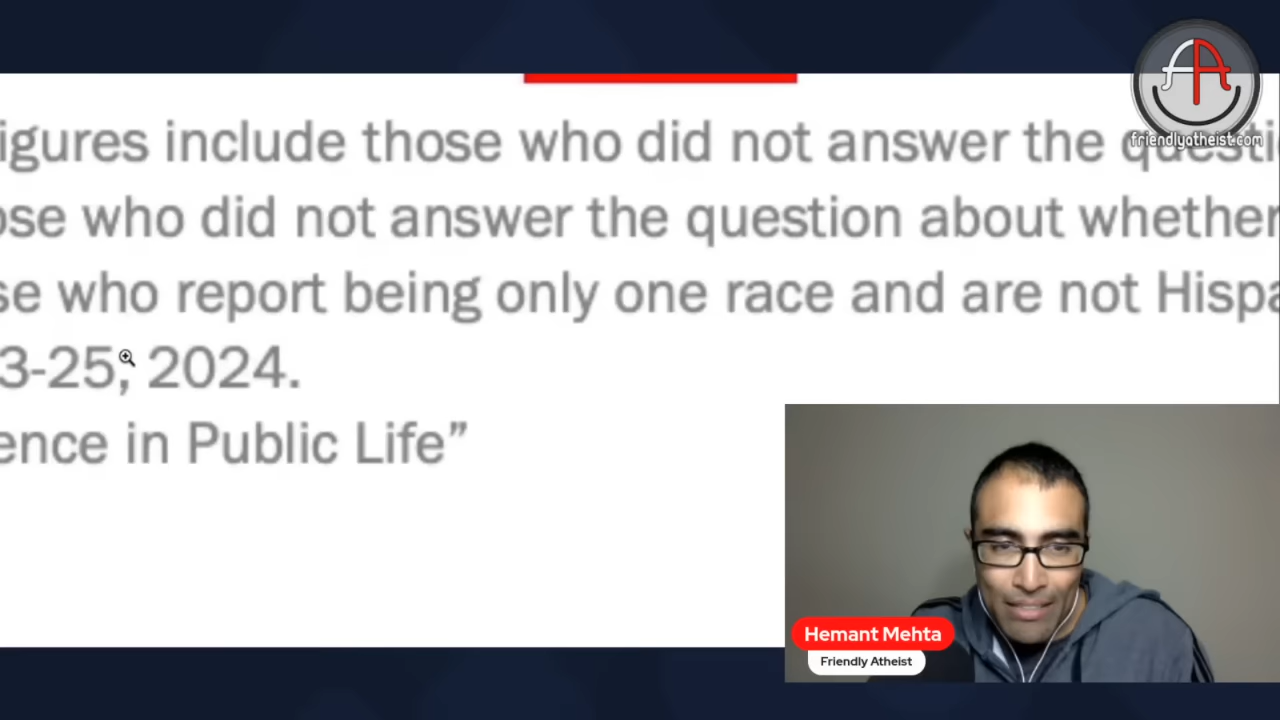 igures include those who did not answer the questi
ose who did not answer the question about whether
se who report being only one race and are not Hispa
3-25, 2024.
ence in Public Life”
friendlyatheist.com
Hemant Mehta
Friendly Atheist